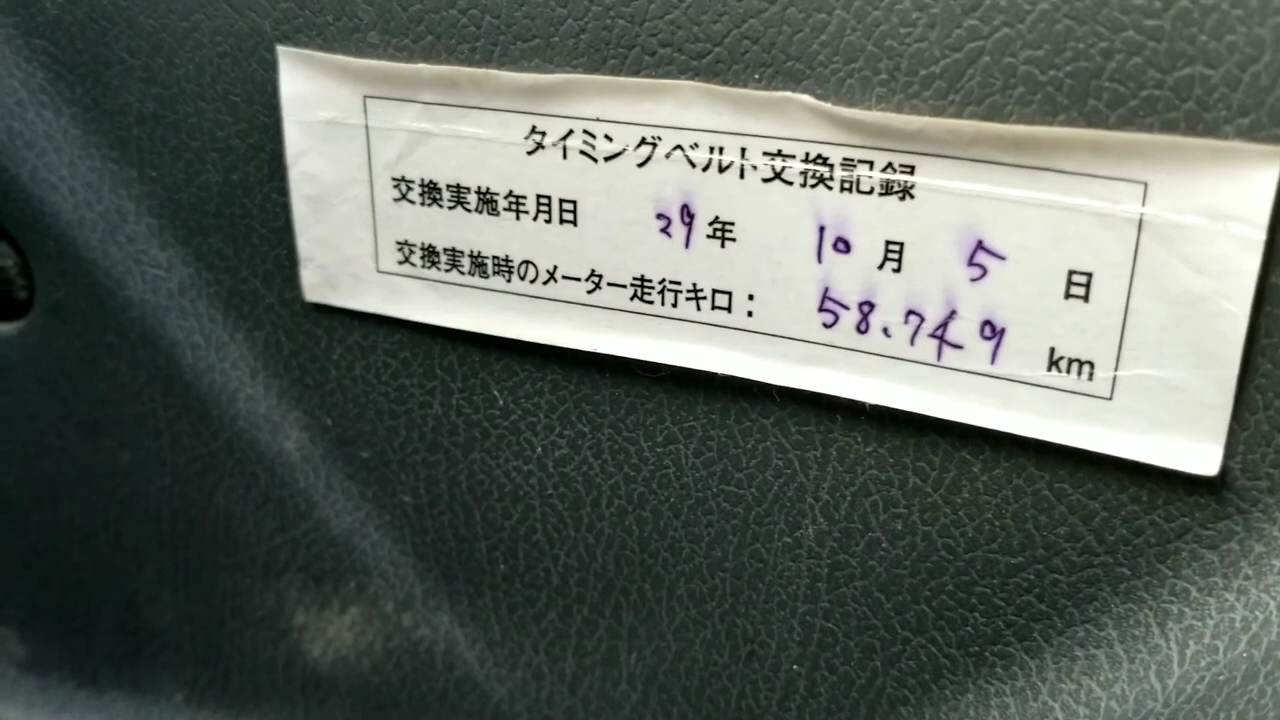 タイミングベルト交換記録
交換実施年月日 29年 10月 5日
交換実施時のメーター走行キロ： 58.749 km